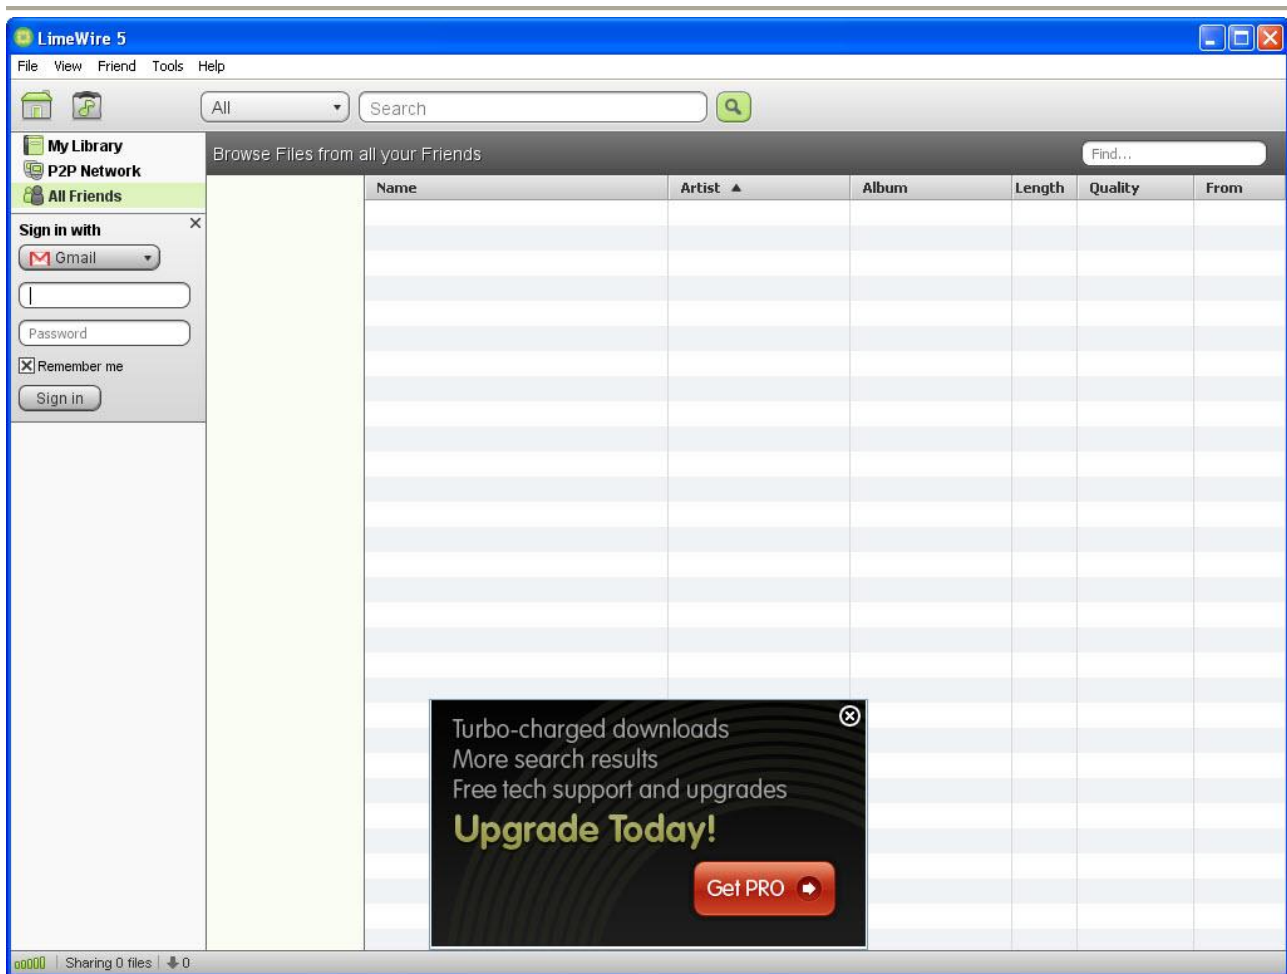 LimeWire 5
File View Friend Tools Help
All Search
My Library
P2P Network
All Friends
Sign in with
Gmail
Password
Remember me
Sign in
Browse Files from all your Friends Find...
Name Artist Album Length Quality From
Turbo-charged downloads
More search results
Free tech support and upgrades
Upgrade Today!
Get PRO
Sharing 0 files 0